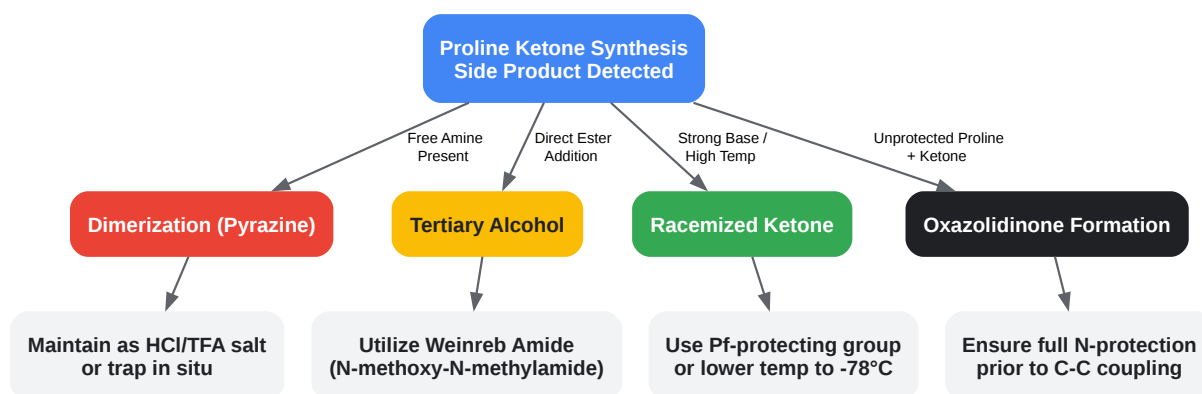 Proline Ketone Synthesis
Side Product Detected
Free Amine
Present
Direct Ester
Addition
Strong Base /
High Temp
Unprotected Proline
+ Ketone
Dimerization (Pyrazine)
Tertiary Alcohol
Racemized Ketone
Oxazolidinone Formation
Maintain as HCl/TFA salt
or trap in situ
Utilize Weinreb Amide
(N-methoxy-N-methylamide)
Use Pf-protecting group
or lower temp to -78°C
Ensure full N-protection
prior to C-C coupling